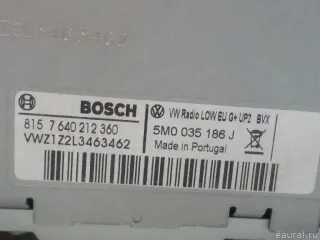 BOSCH
VW Radio LOW EU G+ UP2 BVX
815 7 640 212 360
5M0 035 186 J
VWZ1Z2L3463462
Made in Portugal
eaural.ru